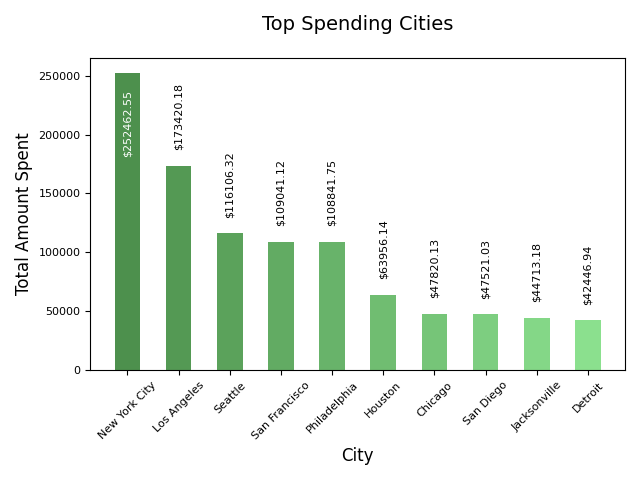 Top Spending Cities
Total Amount Spent
250000
200000
150000
100000
50000
0
$252462.55
$173420.18
$116106.32
$109041.12
$108841.75
$63956.14
$47820.13
$47521.03
$44713.18
$42446.94
New York City
Los Angeles
Seattle
San Francisco
Philadelphia
Houston
Chicago
San Diego
Jacksonville
Detroit
City